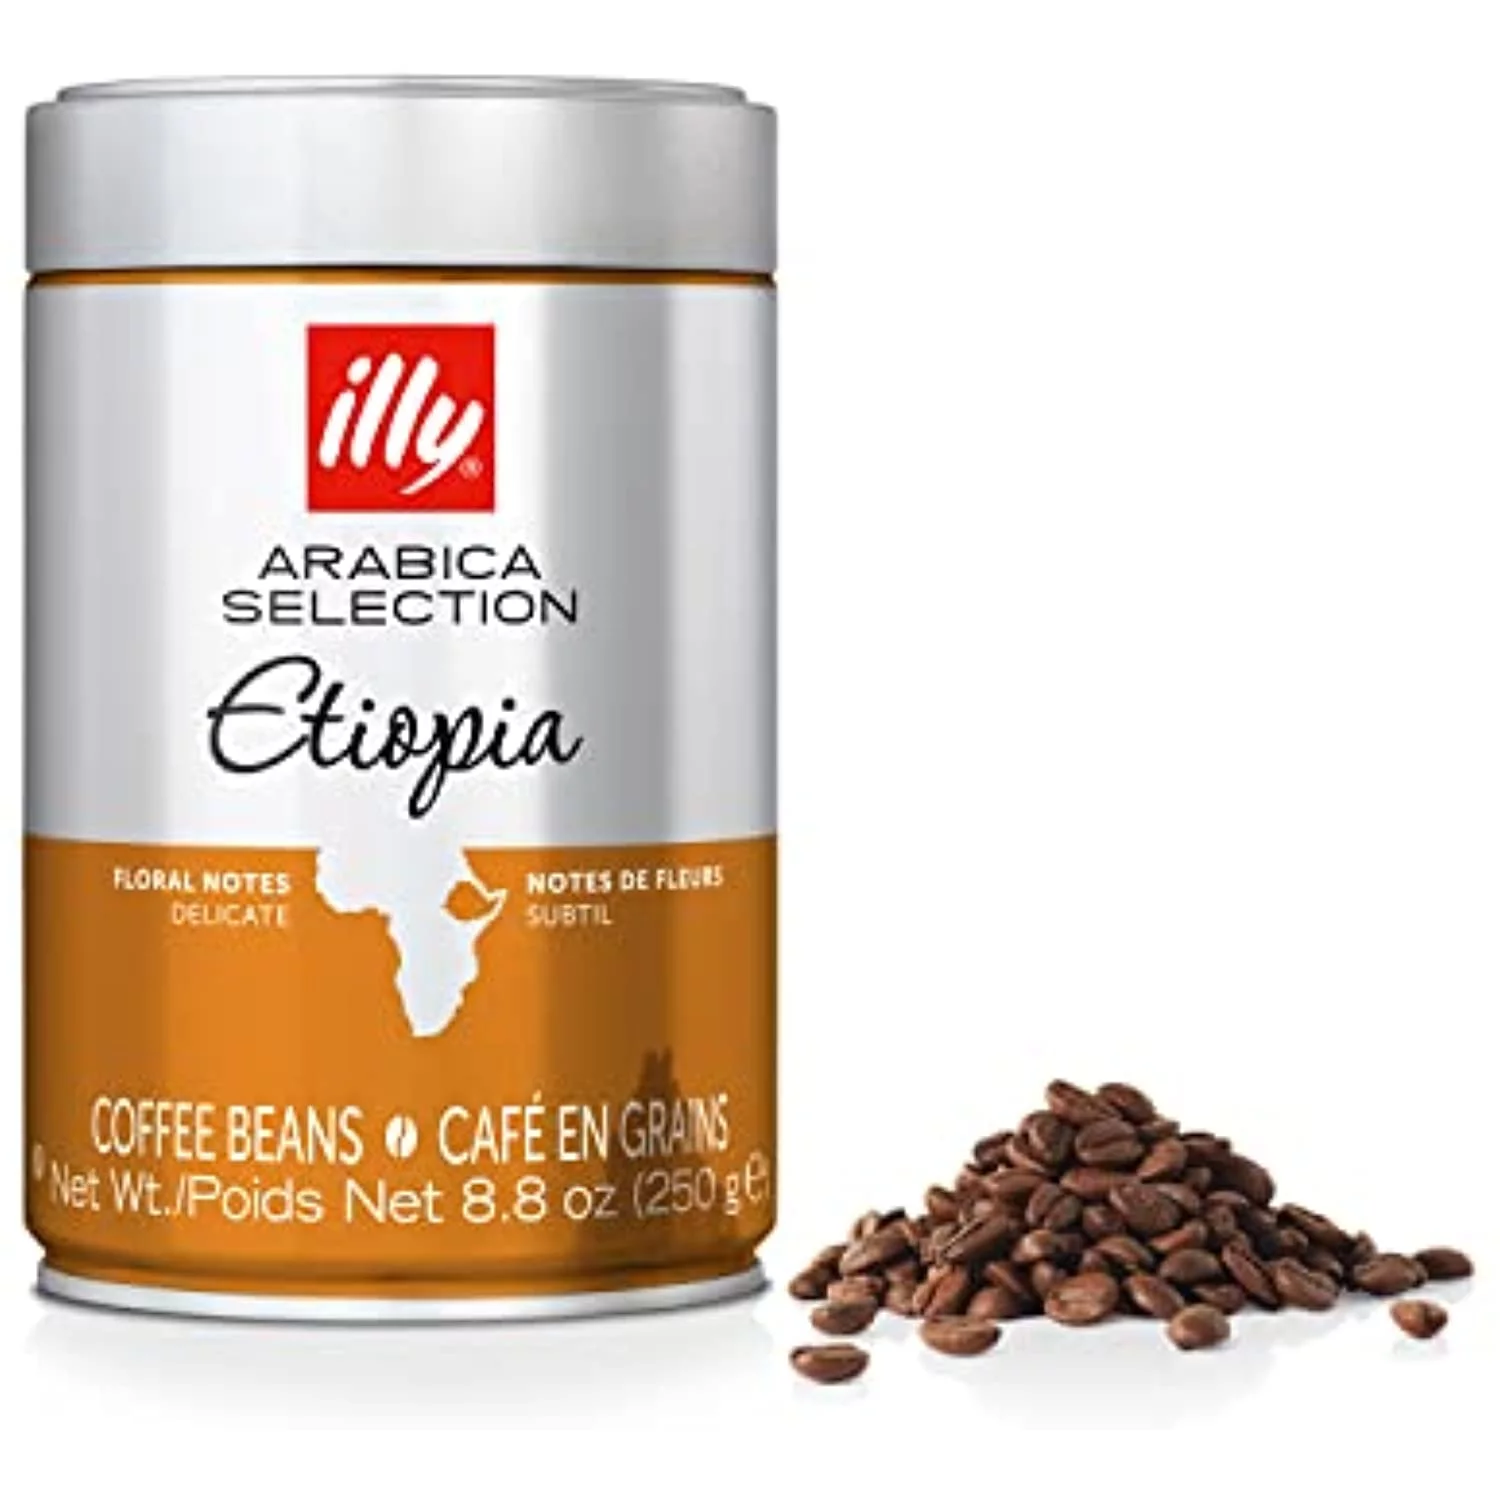 illy®
ARABICA
SELECTION
Etiopia
FLORAL NOTES
DELICATE
NOTES DE FLEURS
SUBTIL
COFFEE BEANS CAFÉ EN GRAINS
Net Wt./Poids Net 8.8 oz (250 g ℮)